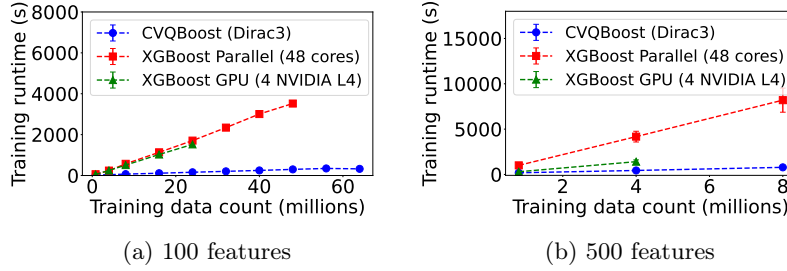 8000
6000
4000
2000
0
Training runtime (s)
CVQBoost (Dirac3)
XGBoost Parallel (48 cores)
XGBoost GPU (4 NVIDIA L4)
0 20 40 60
Training data count (millions)
(a) 100 features
15000
10000
5000
0
Training runtime (s)
CVQBoost (Dirac3)
XGBoost Parallel (48 cores)
XGBoost GPU (4 NVIDIA L4)
2 4 6 8
Training data count (millions)
(b) 500 features